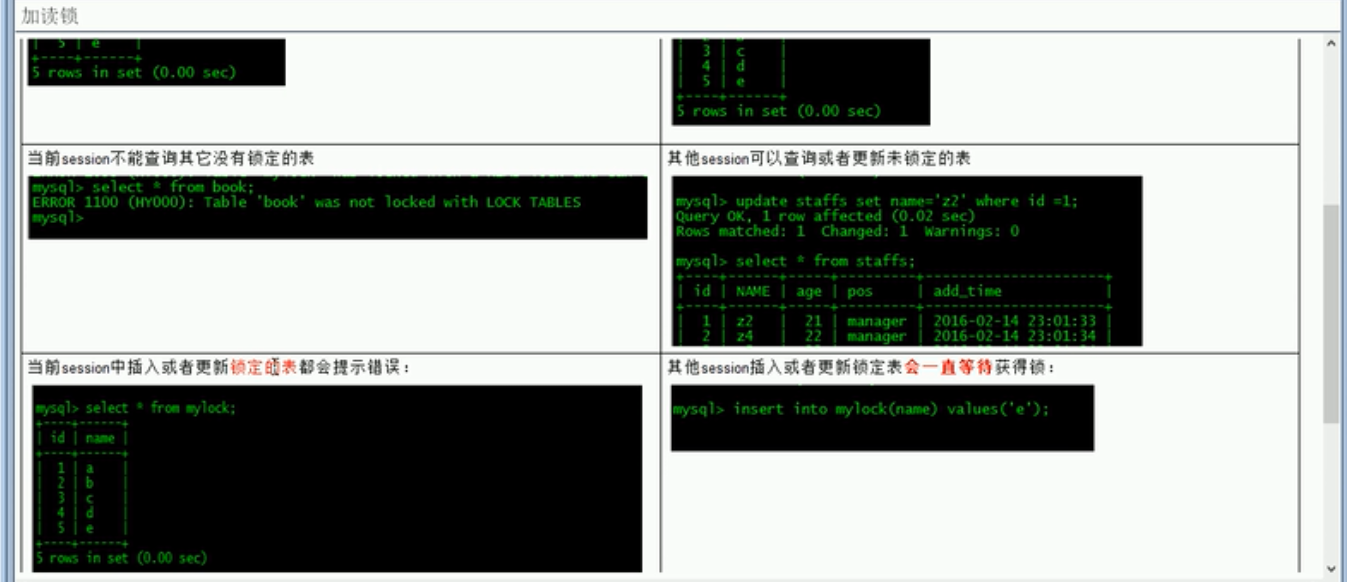 加读锁
| 5 | e |
+----+------+
5 rows in set (0.00 sec)
| 3 | c |
| 4 | d |
| 5 | e |
+----+------+
5 rows in set (0.00 sec)
当前session不能查询其它没有锁定的表
mysql> select * from book;
ERROR 1100 (HY000): Table 'book' was not locked with LOCK TABLES
mysql>
其他session可以查询或者更新未锁定的表
mysql> update staffs set name='z2' where id =1;
Query OK, 1 row affected (0.02 sec)
Rows matched: 1 Changed: 1 Warnings: 0
mysql> select * from staffs;
+----+------+-----+---------+---------------------+
| id | NAME | age | pos | add_time |
+----+------+-----+---------+---------------------+
| 1 | z2 | 21 | manager | 2016-02-14 23:01:33 |
| 2 | z4 | 22 | manager | 2016-02-14 23:01:34 |
当前session中插入或者更新锁定的表都会提示错误：
mysql> select * from mylock;
+----+------+
| id | name |
+----+------+
| 1 | a |
| 2 | b |
| 3 | c |
| 4 | d |
| 5 | e |
+----+------+
5 rows in set (0.00 sec)
其他session插入或者更新锁定表会一直等待获得锁：
mysql> insert into mylock(name) values('e');